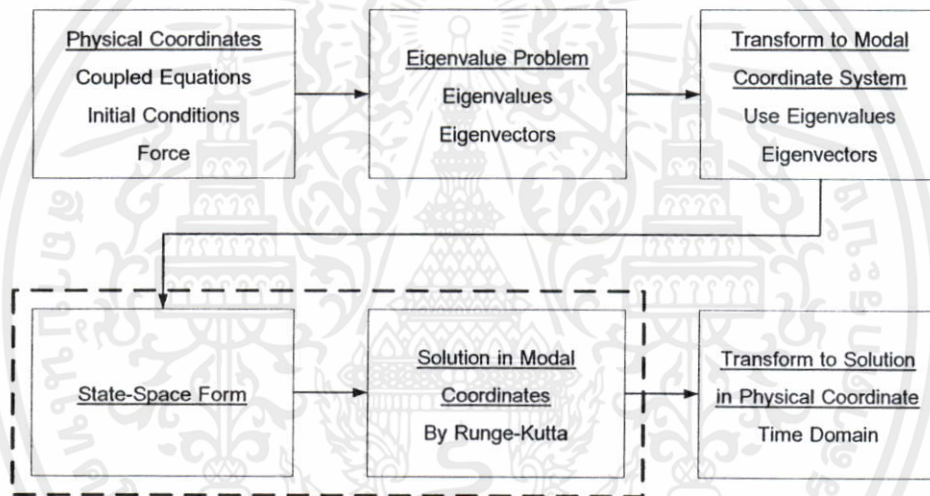 Physical Coordinates
Coupled Equations
Initial Conditions
Force
Eigenvalue Problem
Eigenvalues
Eigenvectors
Transform to Modal
Coordinate System
Use Eigenvalues
Eigenvectors
State-Space Form
Solution in Modal
Coordinates
By Runge-Kutta
Transform to Solution
in Physical Coordinate
Time Domain